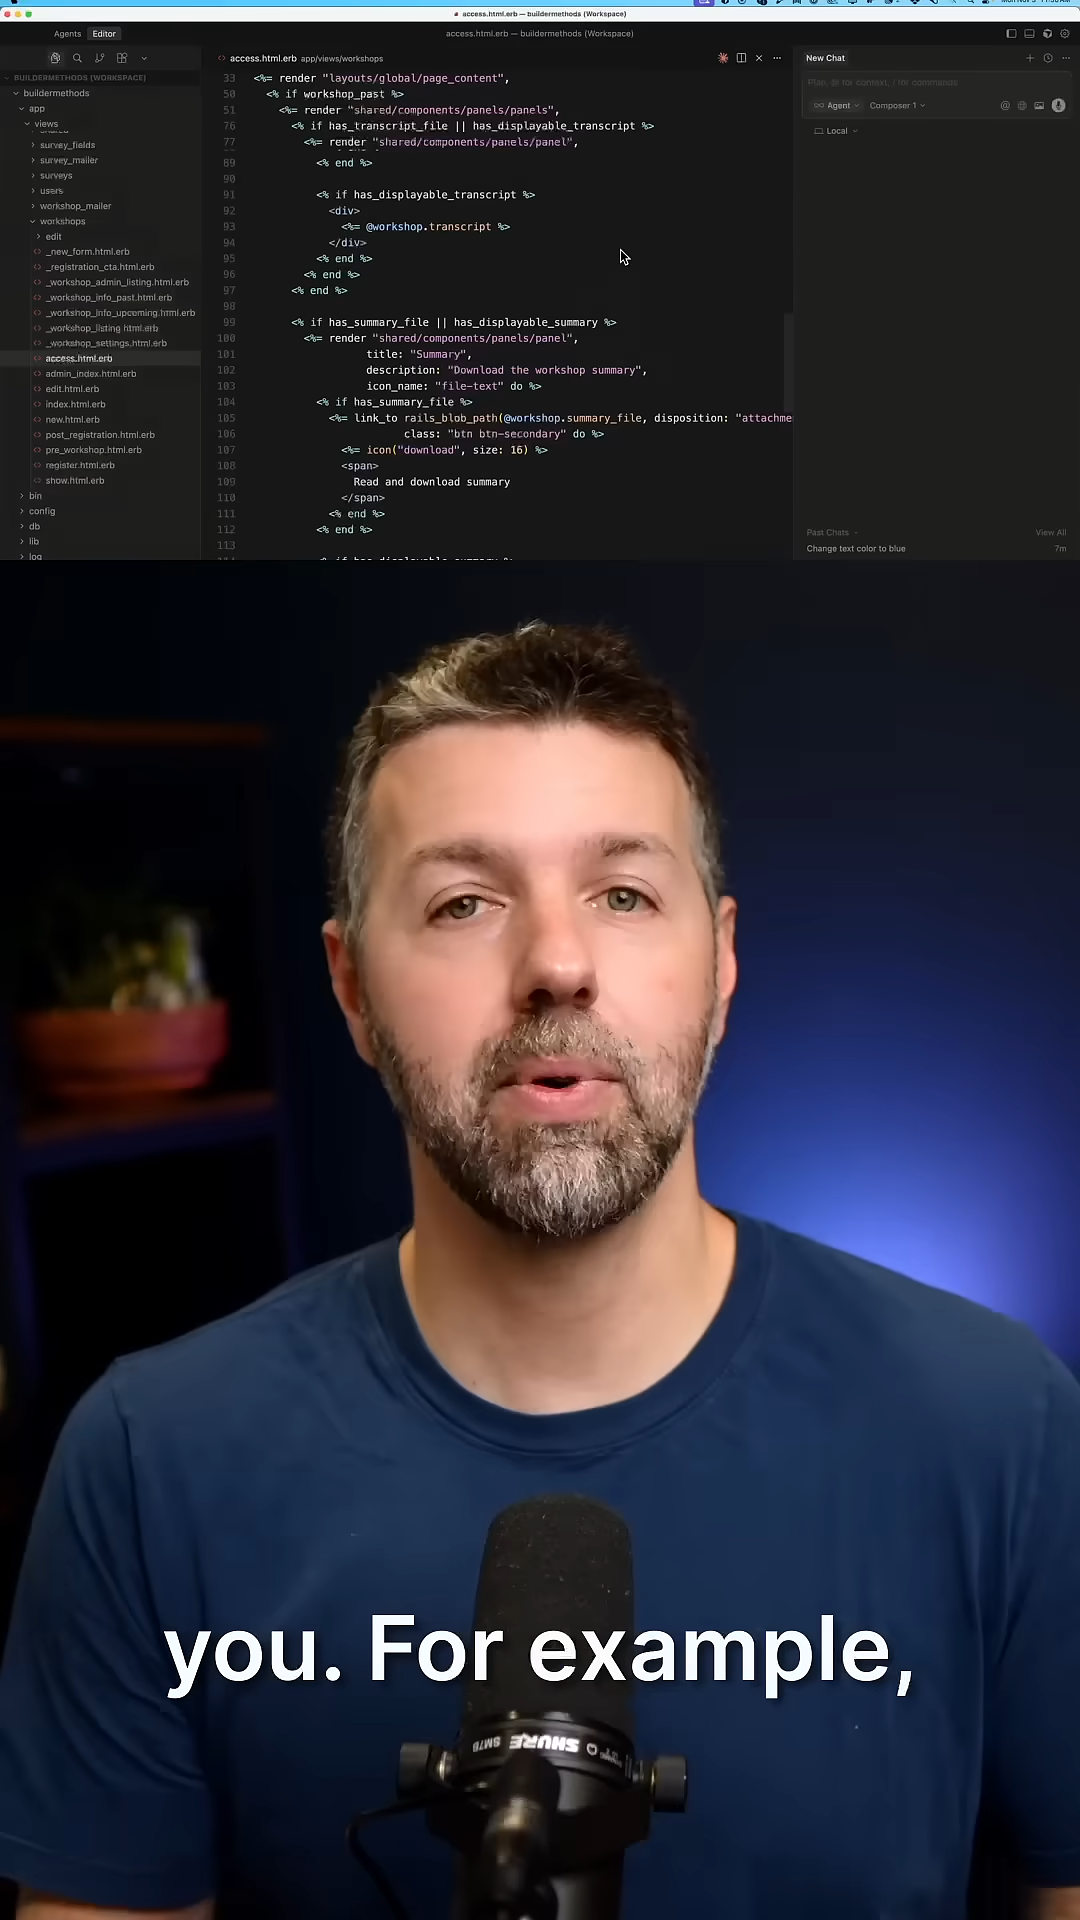 access.html.erb — buildermethods (Workspace)
Agents
Editor
access.html.erb — buildermethods (Workspace)
BUILDERMETHODS (WORKSPACE)
buildermethods
app
views
survey_fields
survey_mailer
surveys
users
workshop_mailer
workshops
edit
_new_form.html.erb
_registration_cta.html.erb
_workshop_admin_listing.html.erb
_workshop_info_past.html.erb
_workshop_info_upcoming.html.erb
_workshop_listing.html.erb
_workshop_settings.html.erb
access.html.erb
admin_index.html.erb
edit.html.erb
index.html.erb
new.html.erb
post_registration.html.erb
pre_workshop.html.erb
register.html.erb
show.html.erb
bin
config
db
lib
log
access.html.erb app/views/workshops
33 <%= render "layouts/global/page_content",
50 <% if workshop_past %>
51 <%= render "shared/components/panels/panels",
76 <% if has_transcript_file || has_displayable_transcript %>
77 <%= render "shared/components/panels/panel",
89 <% end %>
90
91 <% if has_displayable_transcript %>
92 <div>
93 <%= @workshop.transcript %>
94 </div>
95 <% end %>
96 <% end %>
97 <% end %>
98
99 <% if has_summary_file || has_displayable_summary %>
100 <%= render "shared/components/panels/panel",
101 title: "Summary",
102 description: "Download the workshop summary",
103 icon_name: "file-text" do %>
104 <% if has_summary_file %>
105 <%= link_to rails_blob_path(@workshop.summary_file, disposition: "attachme
106 class: "btn btn-secondary" do %>
107 <%= icon("download", size: 16) %>
108 <span>
109 Read and download summary
110 </span>
111 <% end %>
112 <% end %>
113
New Chat
Plan, @ for context, / for commands
Agent
Composer 1
Local
Past Chats
View All
Change text color to blue
7m
you. For example,
SHURE SM7B